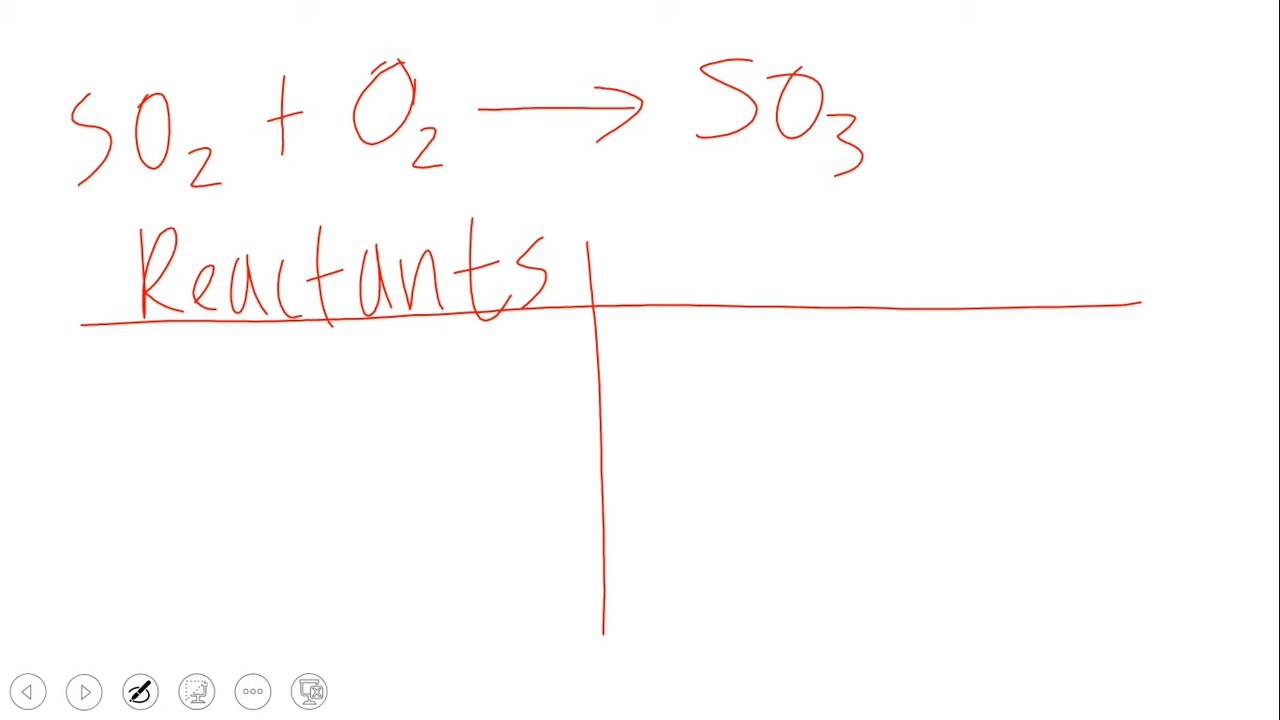 SO₂ + O₂ → SO₃
Reactants